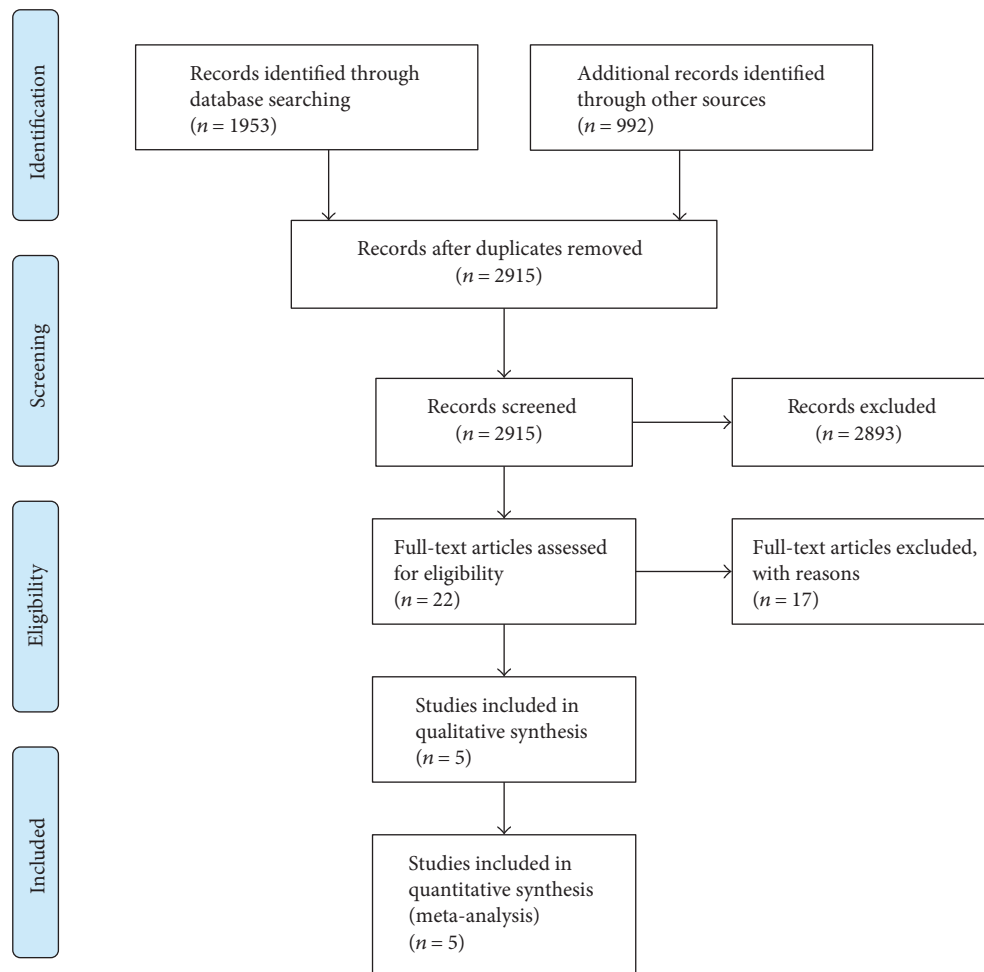 Identification
Records identified through
database searching
(n = 1953)
Additional records identified
through other sources
(n = 992)
Records after duplicates removed
(n = 2915)
Screening
Records screened
(n = 2915)
Records excluded
(n = 2893)
Eligibility
Full-text articles assessed
for eligibility
(n = 22)
Full-text articles excluded,
with reasons
(n = 17)
Studies included in
qualitative synthesis
(n = 5)
Included
Studies included in
quantitative synthesis
(meta-analysis)
(n = 5)